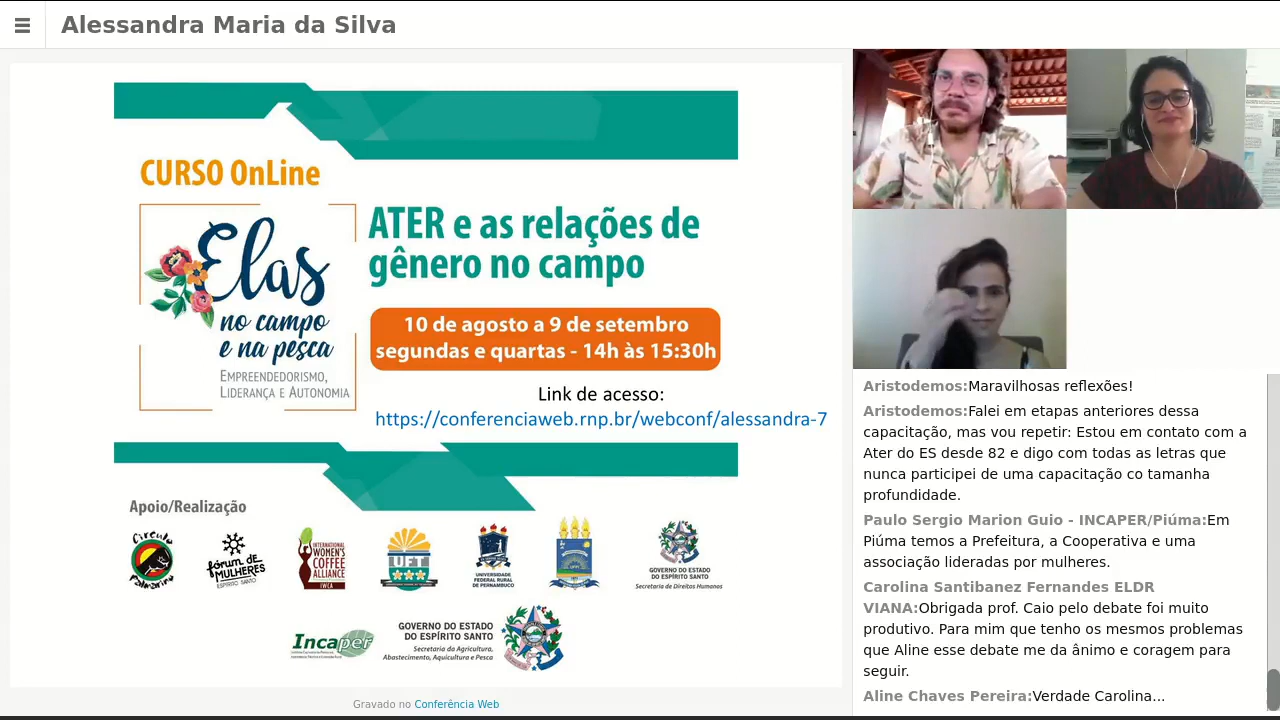 Alessandra Maria da Silva
CURSO OnLine
Elas
no campo
e na pesca
EMPREENDEDORISMO,
LIDERANÇA E AUTONOMIA
ATER e as relações de
gênero no campo
10 de agosto a 9 de setembro
segundas e quartas - 14h às 15:30h
Link de acesso:
https://conferenciaweb.rnp.br/webconf/alessandra-7
Apoio/Realização
Círculo
Palmarino
FÓRUM DE
MULHERES
ESPÍRITO SANTO
INTERNATIONAL
WOMEN'S
COFFEE
ALLIANCE
IWCA
UFT
UNIVERSIDADE
FEDERAL RURAL
DE PERNAMBUCO
UFPI
GOVERNO DO ESTADO
DO ESPÍRITO SANTO
Secretaria de Direitos Humanos
Incaper
GOVERNO DO ESTADO
DO ESPÍRITO SANTO
Secretaria da Agricultura,
Abastecimento, Aquicultura e Pesca
Gravado no Conferência Web
Aristodemos:Maravilhosas reflexões!
Aristodemos:Falei em etapas anteriores dessa
capacitação, mas vou repetir: Estou em contato com a
Ater do ES desde 82 e digo com todas as letras que
nunca participei de uma capacitação co tamanha
profundidade.
Paulo Sergio Marion Guio - INCAPER/Piúma:Em
Piúma temos a Prefeitura, a Cooperativa e uma
associação lideradas por mulheres.
Carolina Santibanez Fernandes ELDR
VIANA:Obrigada prof. Caio pelo debate foi muito
produtivo. Para mim que tenho os mesmos problemas
que Aline esse debate me da ânimo e coragem para
seguir.
Aline Chaves Pereira:Verdade Carolina...